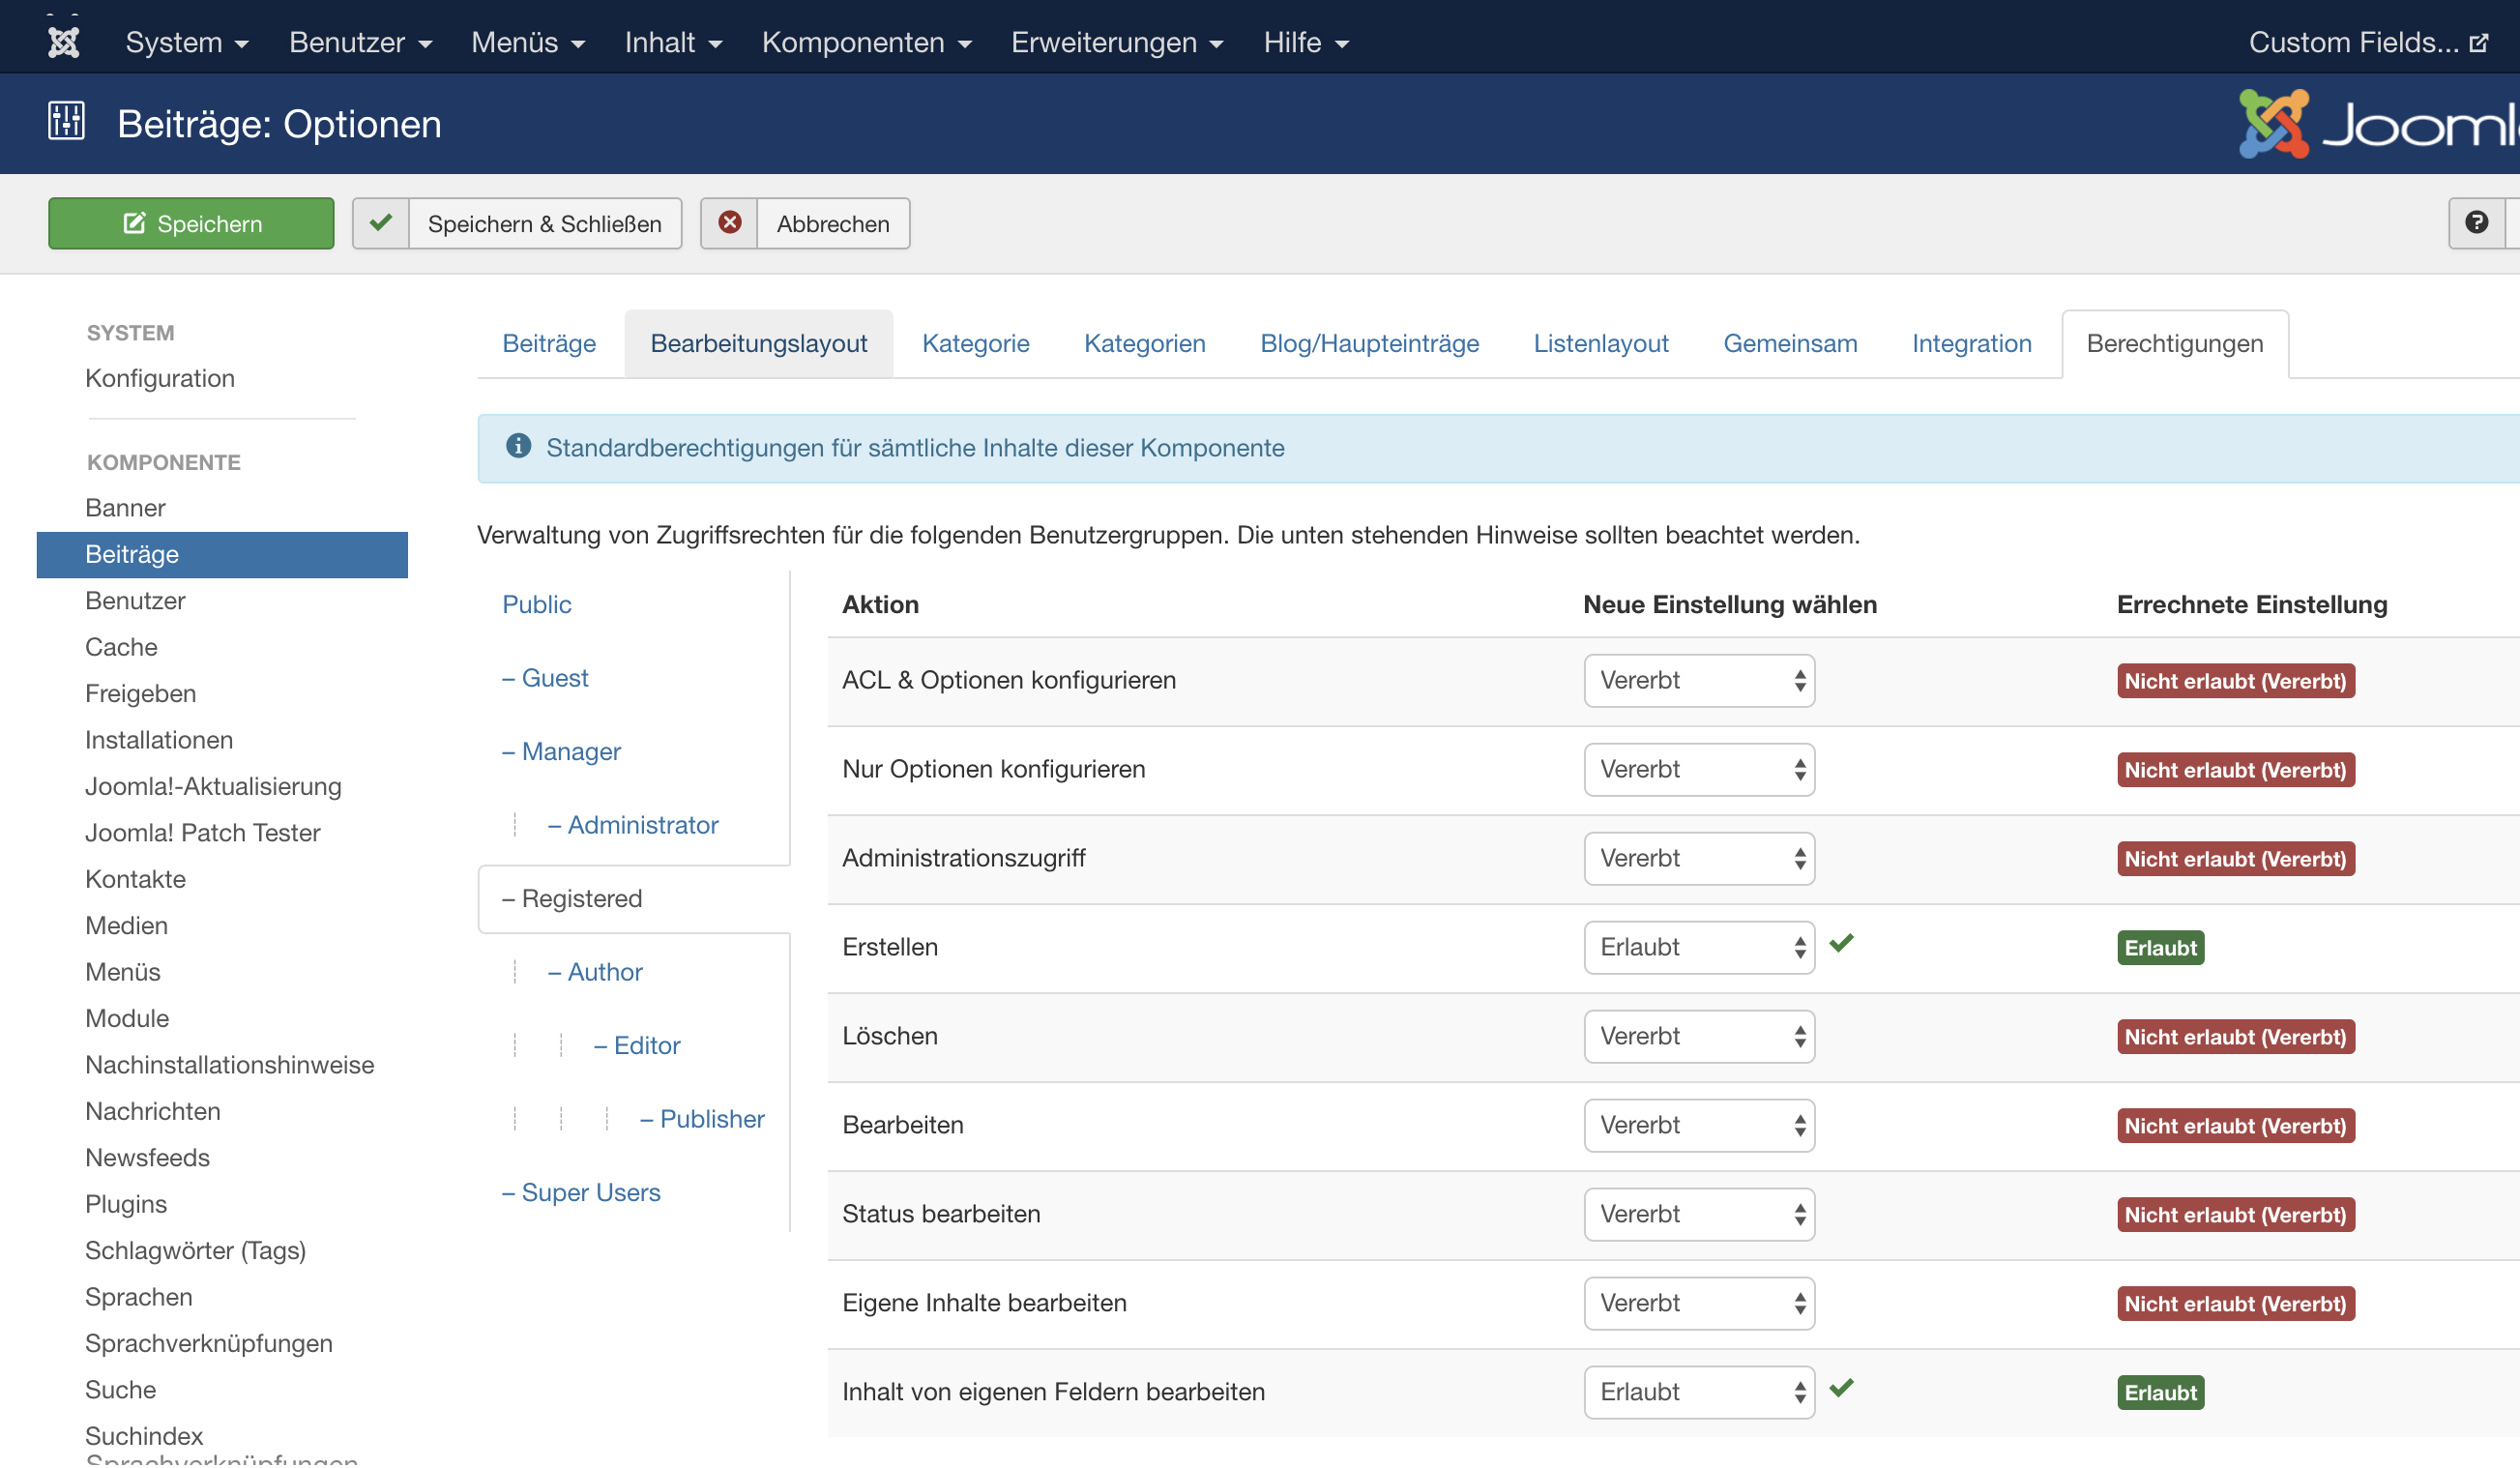 System Benutzer Menüs Inhalt Komponenten Erweiterungen Hilfe Custom Fields...
Beiträge: Optionen
Speichern Speichern & Schließen Abbrechen
SYSTEM
Konfiguration
KOMPONENTE
Banner
Beiträge
Benutzer
Cache
Freigeben
Installationen
Joomla!-Aktualisierung
Joomla! Patch Tester
Kontakte
Medien
Menüs
Module
Nachinstallationshinweise
Nachrichten
Newsfeeds
Plugins
Schlagwörter (Tags)
Sprachen
Sprachverknüpfungen
Suche
Suchindex
Beiträge Bearbeitungslayout Kategorie Kategorien Blog/Haupteinträge Listenlayout Gemeinsam Integration Berechtigungen
Standardberechtigungen für sämtliche Inhalte dieser Komponente
Verwaltung von Zugriffsrechten für die folgenden Benutzergruppen. Die unten stehenden Hinweise sollten beachtet werden.
Public
– Guest
– Manager
– Administrator
– Registered
– Author
– Editor
– Publisher
– Super Users
Aktion Neue Einstellung wählen Errechnete Einstellung
ACL & Optionen konfigurieren Vererbt Nicht erlaubt (Vererbt)
Nur Optionen konfigurieren Vererbt Nicht erlaubt (Vererbt)
Administrationszugriff Vererbt Nicht erlaubt (Vererbt)
Erstellen Erlaubt Erlaubt
Löschen Vererbt Nicht erlaubt (Vererbt)
Bearbeiten Vererbt Nicht erlaubt (Vererbt)
Status bearbeiten Vererbt Nicht erlaubt (Vererbt)
Eigene Inhalte bearbeiten Vererbt Nicht erlaubt (Vererbt)
Inhalt von eigenen Feldern bearbeiten Erlaubt Erlaubt